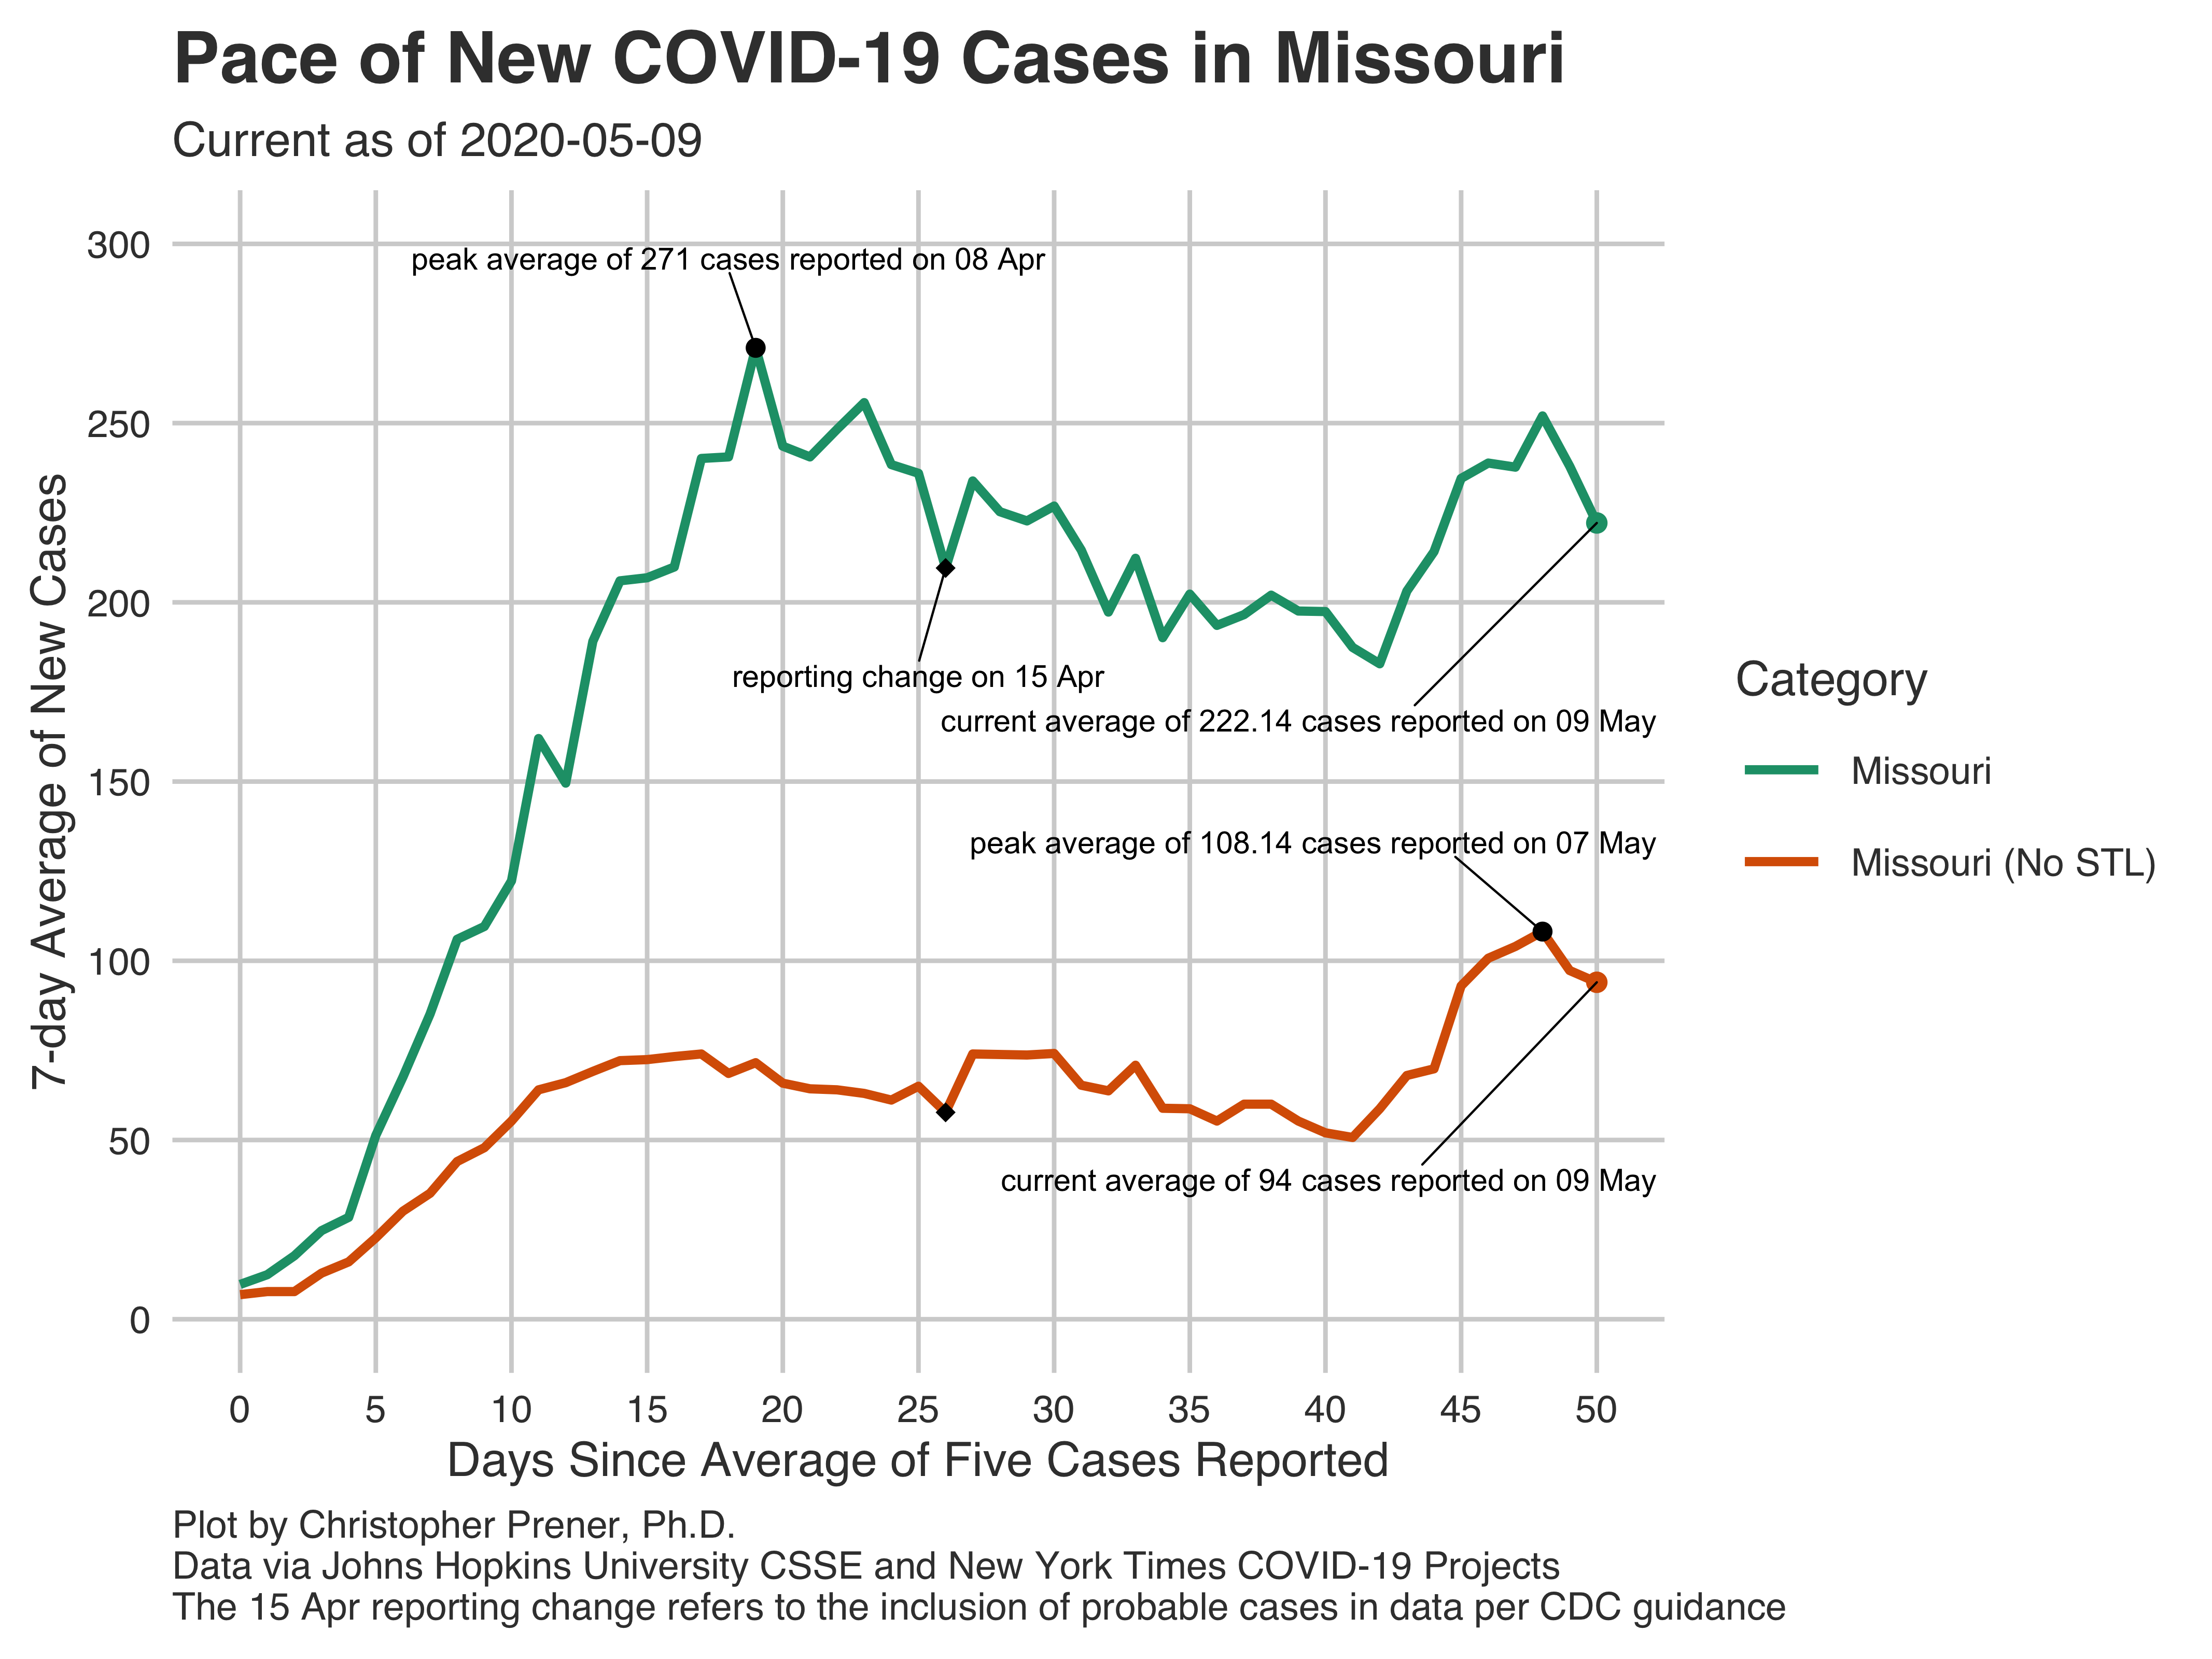 Pace of New COVID-19 Cases in Missouri
Current as of 2020-05-09
7-day Average of New Cases
300
250
200
150
100
50
0
peak average of 271 cases reported on 08 Apr
reporting change on 15 Apr
current average of 222.14 cases reported on 09 May
peak average of 108.14 cases reported on 07 May
current average of 94 cases reported on 09 May
Category
Missouri
Missouri (No STL)
0 5 10 15 20 25 30 35 40 45 50
Days Since Average of Five Cases Reported
Plot by Christopher Prener, Ph.D.
Data via Johns Hopkins University CSSE and New York Times COVID-19 Projects
The 15 Apr reporting change refers to the inclusion of probable cases in data per CDC guidance